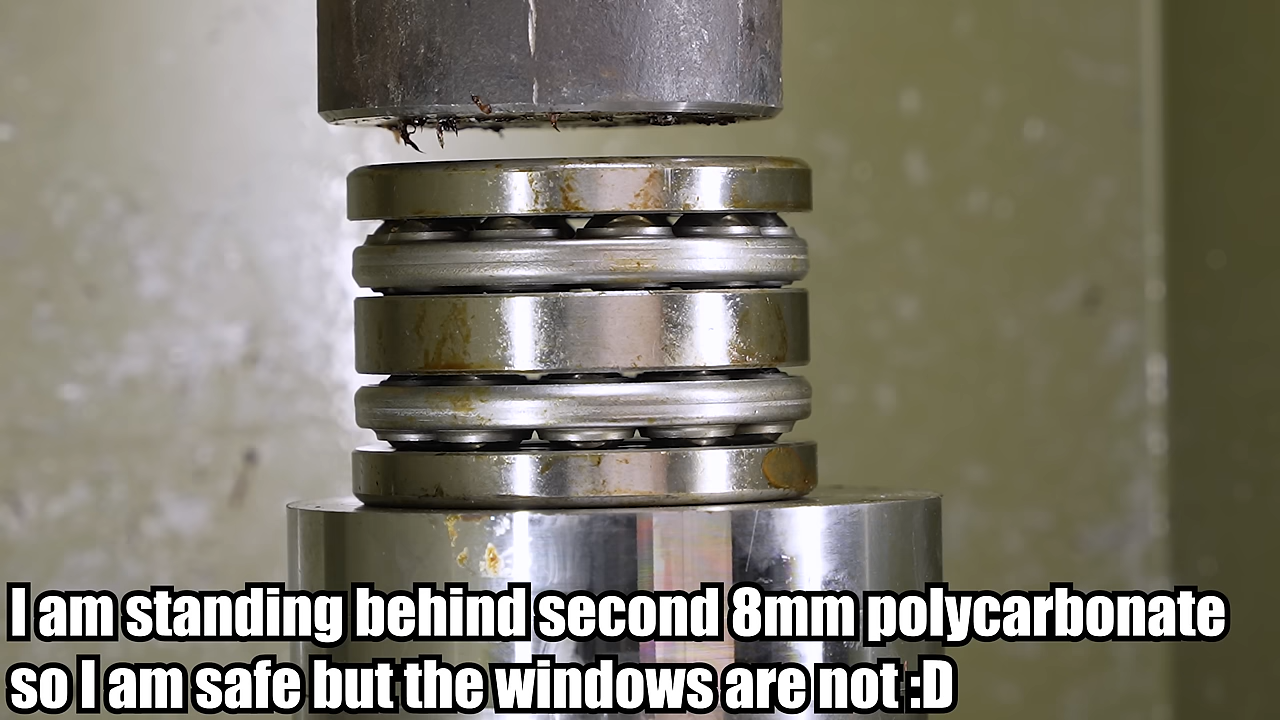 I am standing behind second 8mm polycarbonate
so I am safe but the windows are not :D